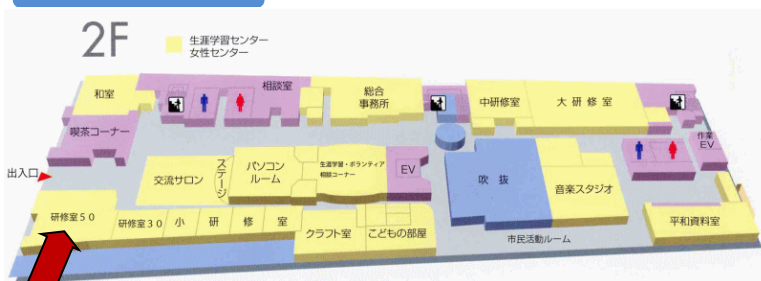 2F
生涯学習センター
女性センター
和室
相談室
総合
事務所
中研修室
大研修室
喫茶コーナー
作業
EV
出入口
交流サロン
ステージ
パソコン
ルーム
生涯学習・ボランティア
相談コーナー
EV
吹抜
音楽スタジオ
研修室50
研修室30
小研修室
クラフト室
こどもの部屋
市民活動ルーム
平和資料室